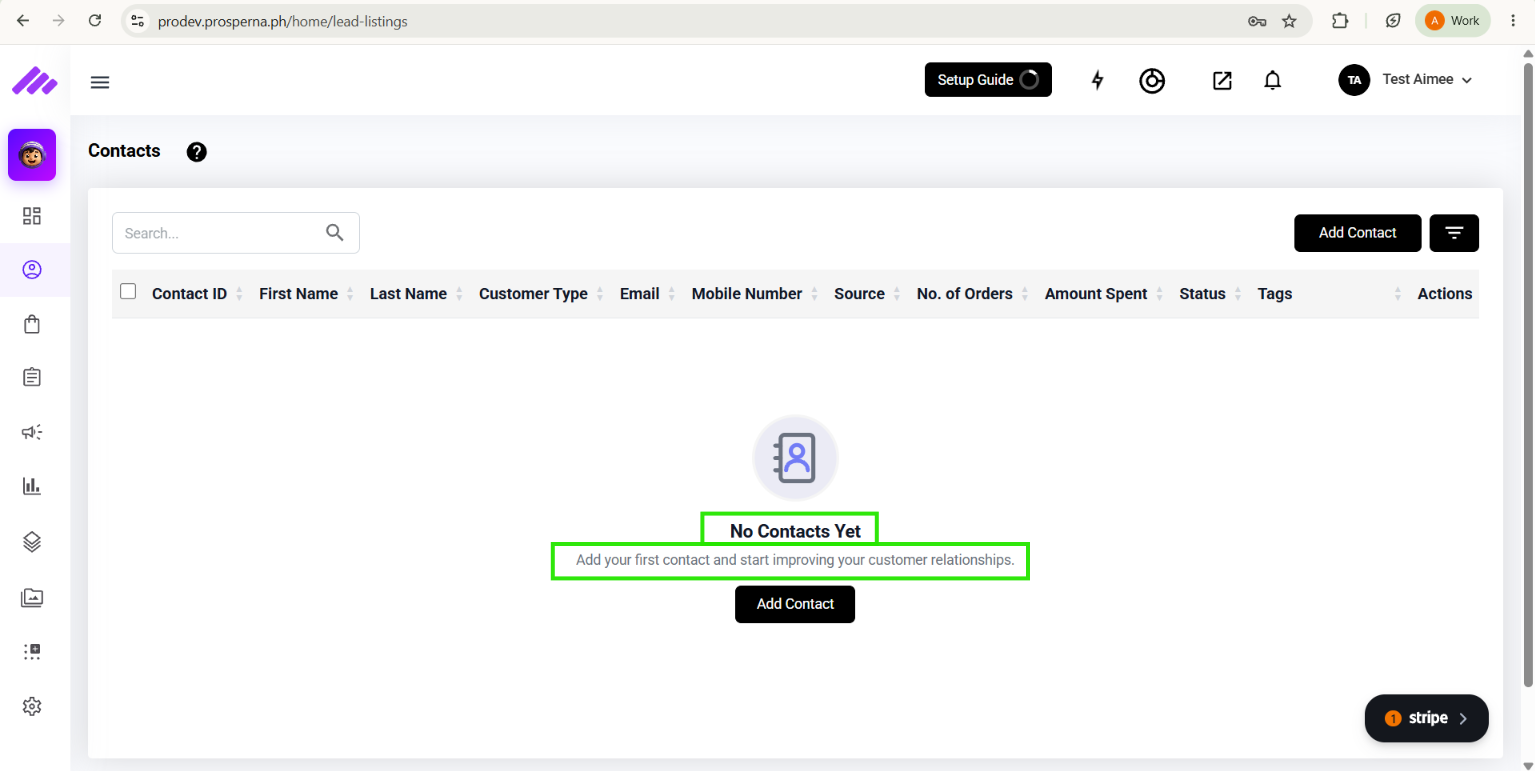 prodev.prosperna.ph/home/lead-listings
A Work
Setup Guide
TA Test Aimee
Contacts ?
Search...
Add Contact
Contact ID First Name Last Name Customer Type Email Mobile Number Source No. of Orders Amount Spent Status Tags Actions
No Contacts Yet
Add your first contact and start improving your customer relationships.
Add Contact
1 stripe